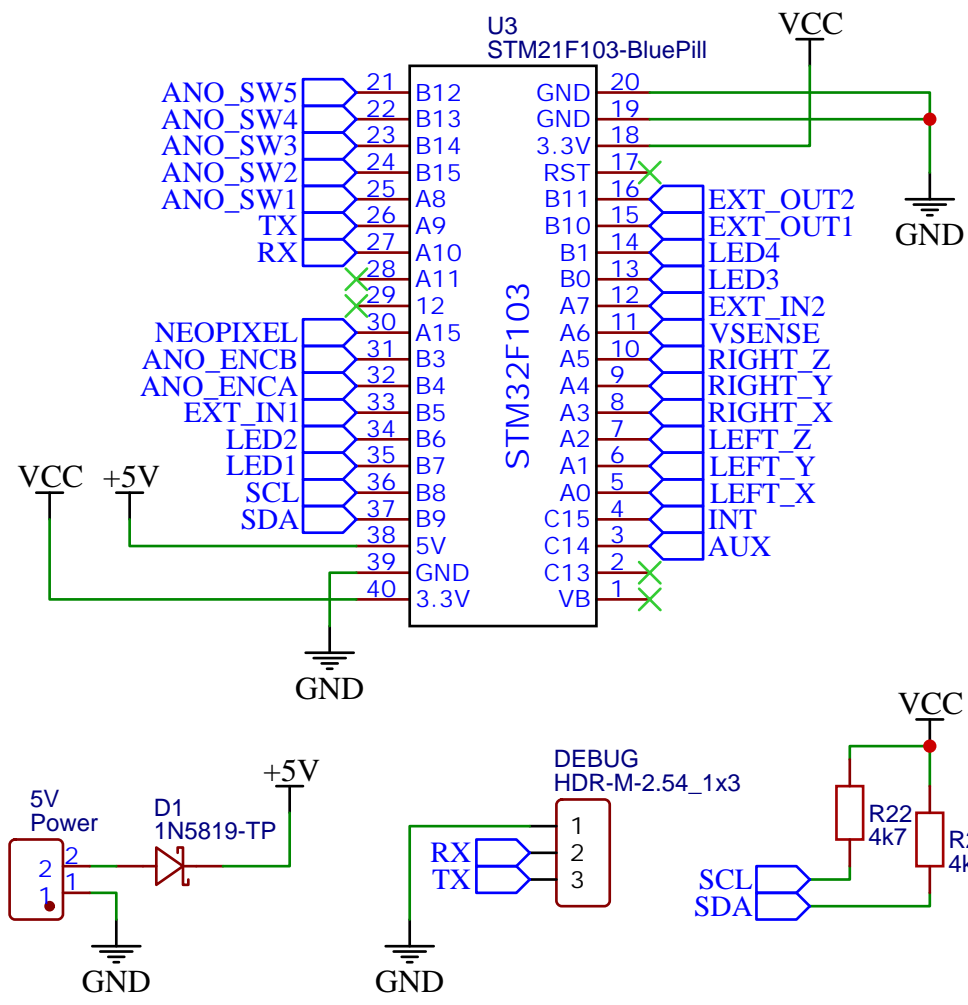 U3
STM21F103-BluePill
VCC
ANO_SW5 21 B12 GND 20
ANO_SW4 22 B13 GND 19
ANO_SW3 23 B14 3.3V 18
ANO_SW2 24 B15 RST 17
ANO_SW1 25 A8 B11 16 EXT_OUT2
TX 26 A9 B10 15 EXT_OUT1
RX 27 A10 B1 14 LED4
28 A11 B0 13 LED3
29 12 A7 12 EXT_IN2
NEOPIXEL 30 A15 A6 11 VSENSE
ANO_ENCB 31 B3 A5 10 RIGHT_Z
ANO_ENCA 32 B4 A4 9 RIGHT_Y
EXT_IN1 33 B5 A3 8 RIGHT_X
LED2 34 B6 A2 7 LEFT_Z
LED1 35 B7 A1 6 LEFT_Y
SCL 36 B8 A0 5 LEFT_X
SDA 37 B9 C15 4 INT
38 5V C14 3 AUX
39 GND C13 2
40 3.3V VB 1
STM32F103
GND
VCC +5V
GND
5V
Power
2 2
1 1
D1
1N5819-TP
+5V
GND
DEBUG
HDR-M-2.54_1x3
1
RX 2
TX 3
GND
VCC
R22
4k7
SCL
SDA